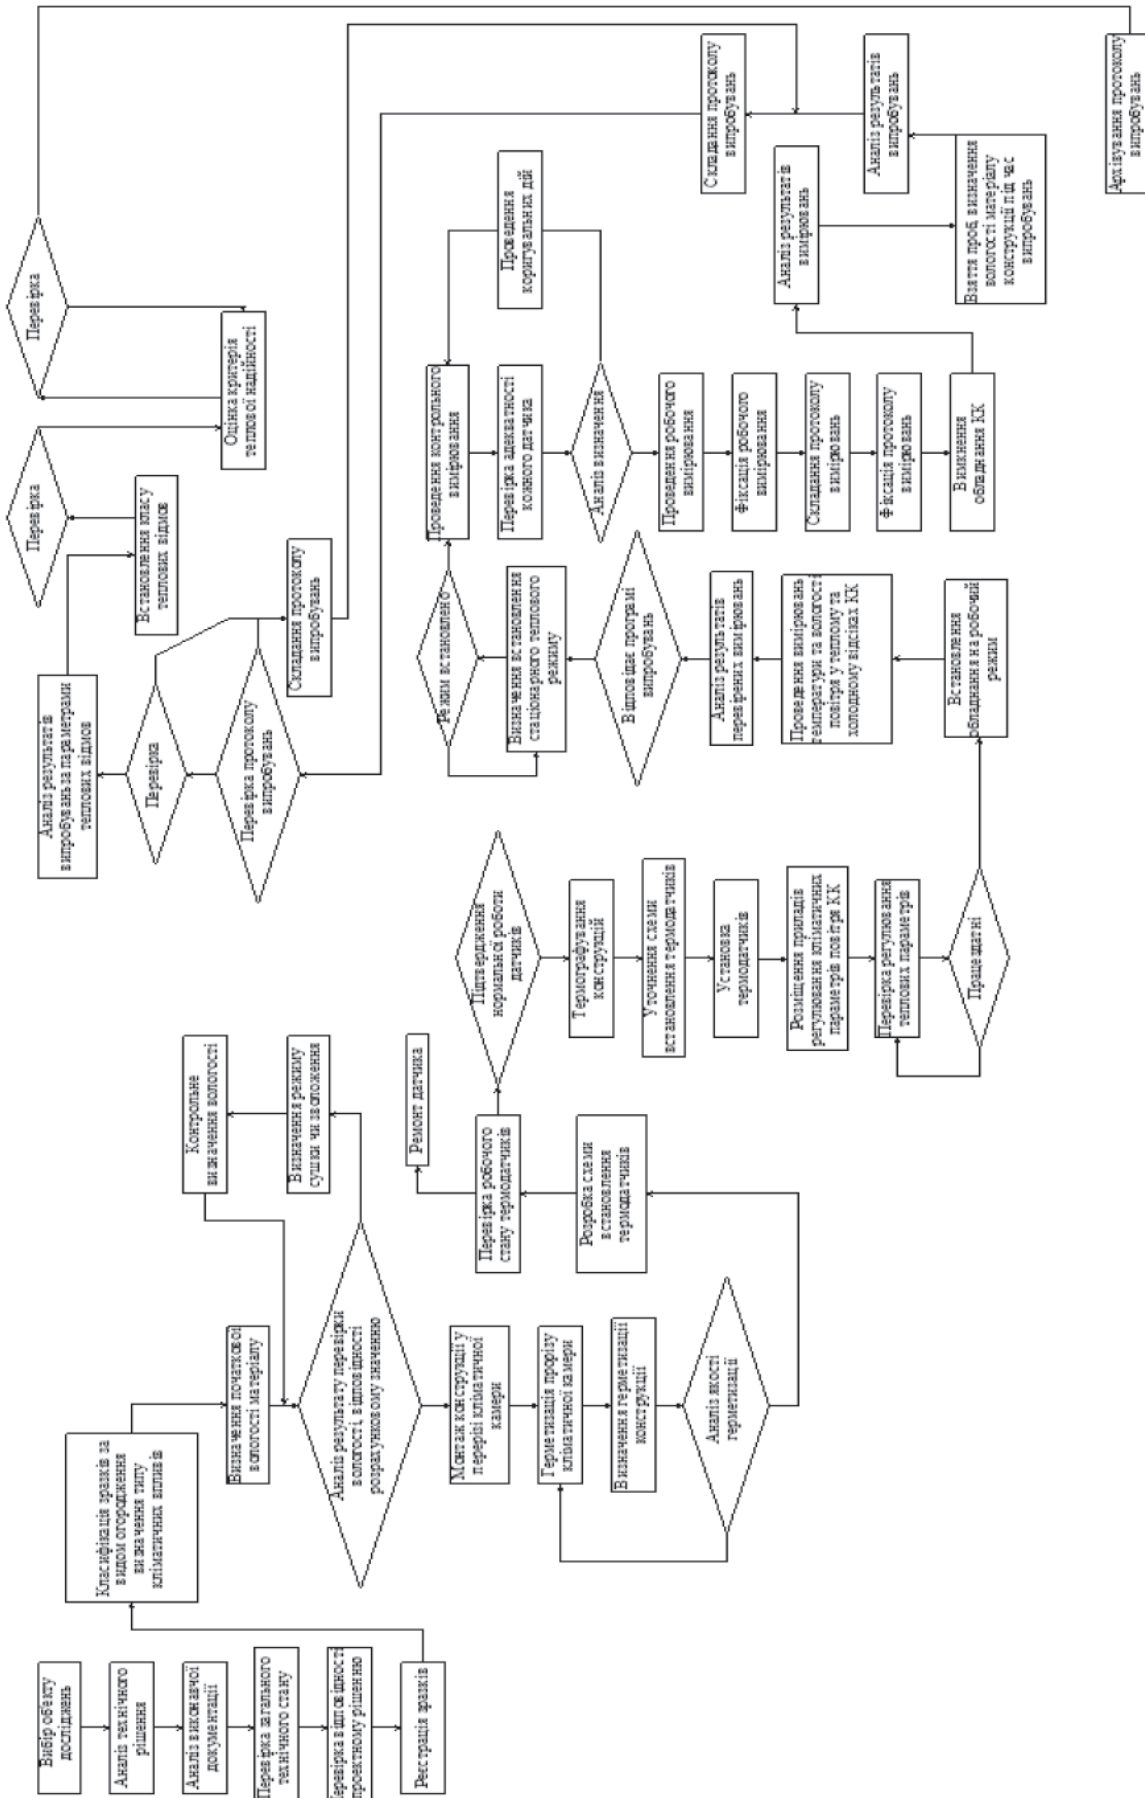 Вибір об'єкту
досліджень
Аналіз технічного
рішення
Аналіз виконавчої
документації
Перевірка загального
технічного стану
Перевірка відповідності
проектному рішенню
Реєстрація зразків
Класифікація зразків за
видом огородження
визначення типу
кліматичних впливів
Визначення початкової
вологості матеріалу
Аналіз результату перевірки
вологості, відповідності
розрахунковому значенню
Контрольне
визначення вологості
Визначення режиму
сушки чи зволоження
Монтаж конструкції у
перерізі кліматичної
камери
Герметизація прорізу
кліматичної камери
Визначення герметизації
конструкції
Аналіз якості
герметизації
Розробка схеми
встановлення
термодатчиків
Перевірка робочого
стану термодатчиків
Ремонт датчика
Підтвердження
нормальної роботи
датчиків
Термографування
конструкцій
Уточнення схеми
встановлення термодатчиків
Установка
термодатчиків
Розміщення приладів
регулювання кліматичних
параметрів повітря КК
Перевірка регулювання
теплових параметрів
Працездатні
Встановлення
обладнання на робочий
режим
Проведення вимірювань
температури та вологості
повітря у теплому та
холодному відсіках КК
Аналіз результатів
перевірених вимірювань
Відповідає програмі
випробувань
Визначення встановлення
стаціонарного теплового
режиму
Режим встановлено
Проведення контрольного
вимірювання
Перевірка адекватності
кожного датчика
Аналіз визначення
Проведення
коригувальних дій
Проведення робочого
вимірювання
Фіксація робочого
вимірювання
Складання протоколу
вимірювань
Фіксація протоколу
вимірювань
Вимкнення
обладнання КК
Аналіз результатів
вимірювань
Взяття проб, визначення
вологості матеріалу
конструкції під час
випробувань
Аналіз результатів
випробувань
Складання протоколу
випробувань
Перевірка протоколу
випробувань
Перевірка
Складання протоколу
випробувань
Аналіз результатів
випробувань за параметрами
теплових відмов
Встановлення класу
теплових відмов
Перевірка
Оцінка критерія
теплової надійності
Перевірка
Архівування протоколу
випробувань